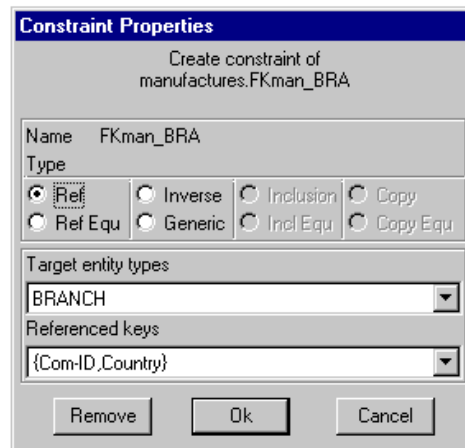 Constraint Properties
Create constraint of
manufactures.FKman_BRA
Name FKman_BRA
Type
Ref Inverse Inclusion Copy
Ref Equ Generic Incl Equ Copy Equ
Target entity types
BRANCH
Referenced keys
{Com-ID,Country}
Remove Ok Cancel